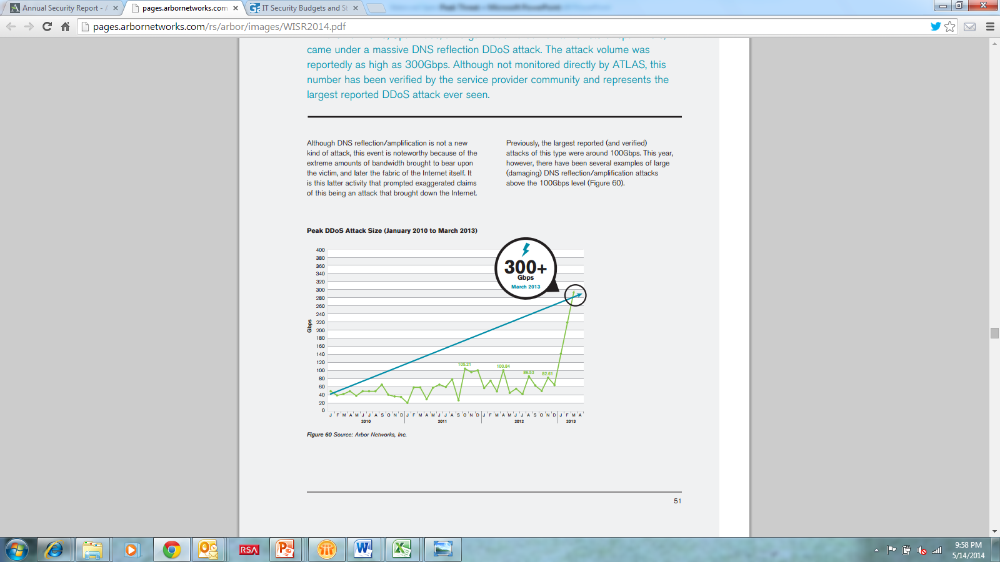 Annual Security Report - A
pages.arbornetworks.com
IT Security Budgets and St
Peak Threat - Microsoft PowerPoint
pages.arbornetworks.com/rs/arbor/images/WISR2014.pdf
came under a massive DNS reflection DDoS attack. The attack volume was
reportedly as high as 300Gbps. Although not monitored directly by ATLAS, this
number has been verified by the service provider community and represents the
largest reported DDoS attack ever seen.
Although DNS reflection/amplification is not a new
kind of attack, this event is noteworthy because of the
extreme amounts of bandwidth brought to bear upon
the victim, and later the fabric of the Internet itself. It
is this latter activity that prompted exaggerated claims
of this being an attack that brought down the Internet.
Previously, the largest reported (and verified)
attacks of this type were around 100Gbps. This year,
however, there have been several examples of large
(damaging) DNS reflection/amplification attacks
above the 100Gbps level (Figure 60).
Peak DDoS Attack Size (January 2010 to March 2013)
Gbps
400
380
360
340
320
300
280
260
240
220
200
180
160
140
120
100
80
60
40
20
0
300+
Gbps
March 2013
105.21
100.84
86.53
82.61
J F M A M J J A S O N D J F M A M J J A S O N D J F M A M J J A S O N D J F M A
2010 2011 2012 2013
Figure 60 Source: Arbor Networks, Inc.
51
RSA
9:58 PM
5/14/2014